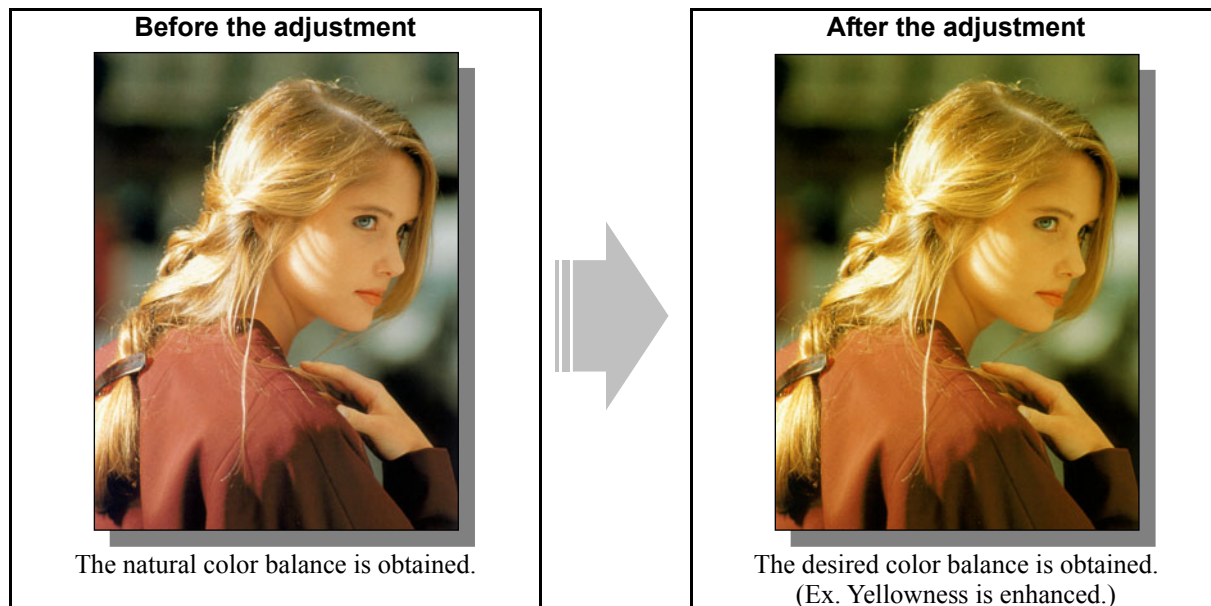 Before the adjustment
The natural color balance is obtained.
After the adjustment
The desired color balance is obtained.
(Ex. Yellowness is enhanced.)